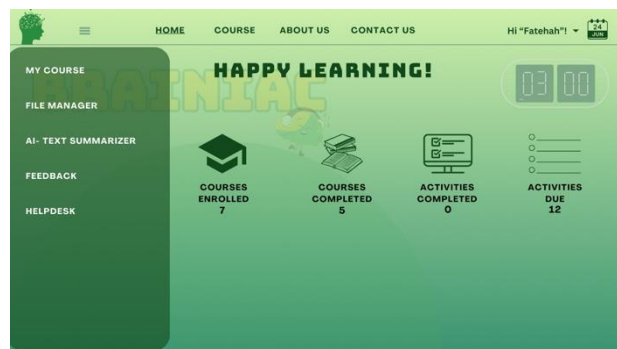 HOME COURSE ABOUT US CONTACT US Hi “Fatehah”! 24
JUN
MY COURSE
FILE MANAGER
AI- TEXT SUMMARIZER
FEEDBACK
HELPDESK
BRAINIAC
HAPPY LEARNING!
03 00
COURSES
ENROLLED
7
COURSES
COMPLETED
5
ACTIVITIES
COMPLETED
0
ACTIVITIES
DUE
12